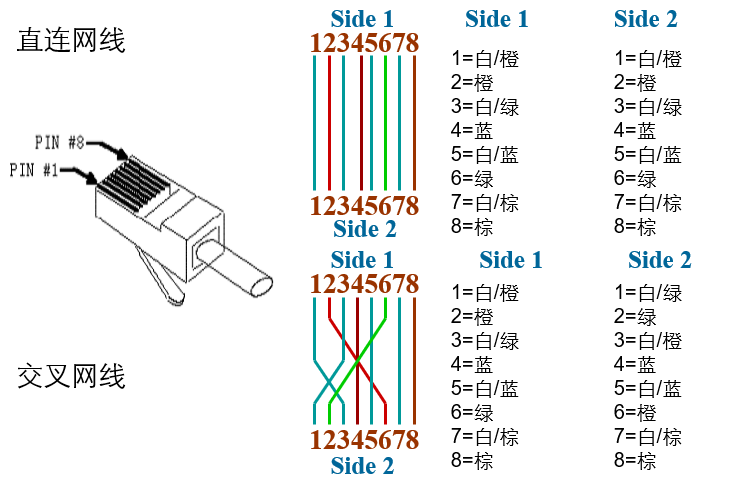 直连网线
PIN #8
PIN #1
Side 1
12345678
12345678
Side 2
Side 1
1=白/橙
2=橙
3=白/绿
4=蓝
5=白/蓝
6=绿
7=白/棕
8=棕
Side 2
1=白/橙
2=橙
3=白/绿
4=蓝
5=白/蓝
6=绿
7=白/棕
8=棕
交叉网线
Side 1
12345678
12345678
Side 2
Side 1
1=白/橙
2=橙
3=白/绿
4=蓝
5=白/蓝
6=绿
7=白/棕
8=棕
Side 2
1=白/绿
2=绿
3=白/橙
4=蓝
5=白/蓝
6=橙
7=白/棕
8=棕